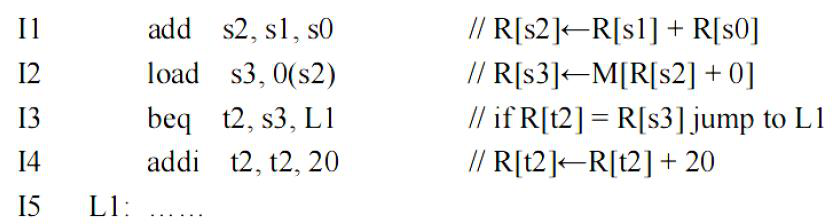 I1 add s2, s1, s0 // R[s2]←R[s1] + R[s0]
I2 load s3, 0(s2) // R[s3]←M[R[s2] + 0]
I3 beq t2, s3, L1 // if R[t2] = R[s3] jump to L1
I4 addi t2, t2, 20 // R[t2]←R[t2] + 20
I5 L1: ……